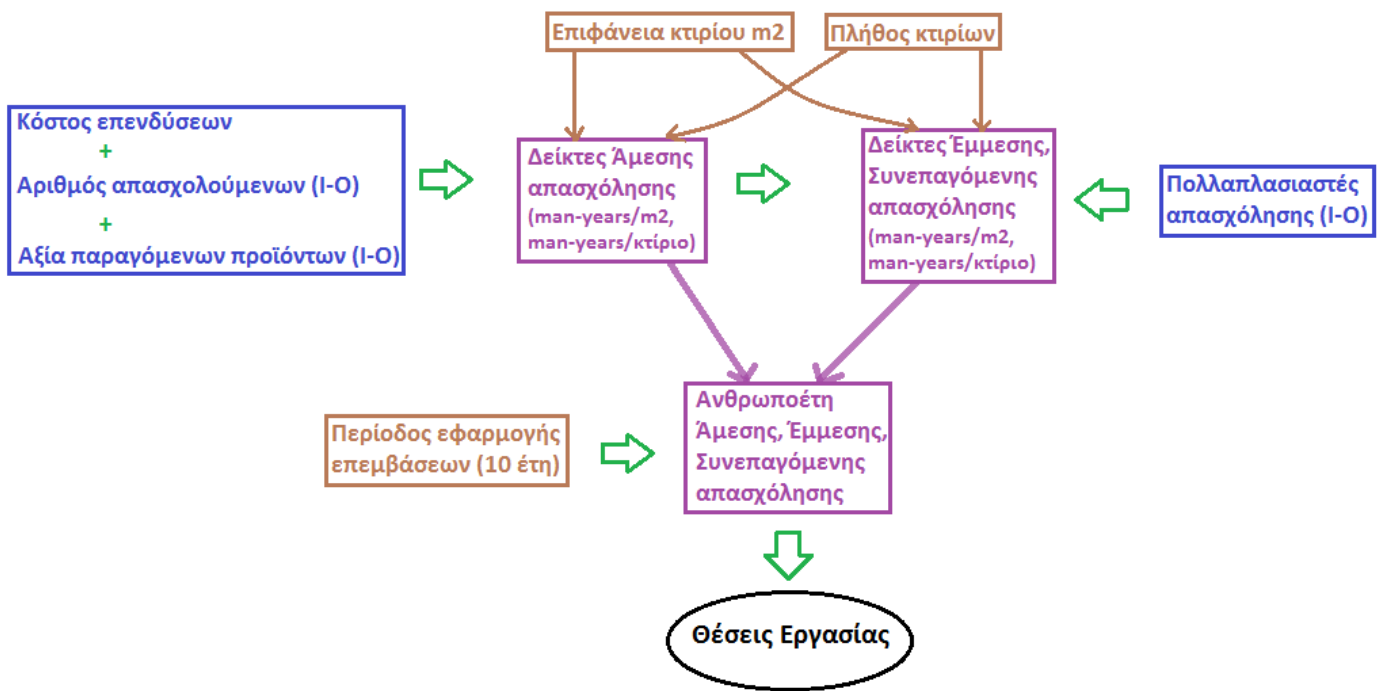 Επιφάνεια κτιρίου m2
Πλήθος κτιρίων
Κόστος επενδύσεων
+
Αριθμός απασχολούμενων (Ι-Ο)
+
Αξία παραγόμενων προϊόντων (Ι-Ο)
Δείκτες Άμεσης
απασχόλησης
(man-years/m2,
man-years/κτίριο)
Δείκτες Έμμεσης,
Συνεπαγόμενης
απασχόλησης
(man-years/m2,
man-years/κτίριο)
Πολλαπλασιαστές
απασχόλησης (Ι-Ο)
Περίοδος εφαρμογής
επεμβάσεων (10 έτη)
Ανθρωποέτη
Άμεσης, Έμμεσης,
Συνεπαγόμενης
απασχόλησης
Θέσεις Εργασίας